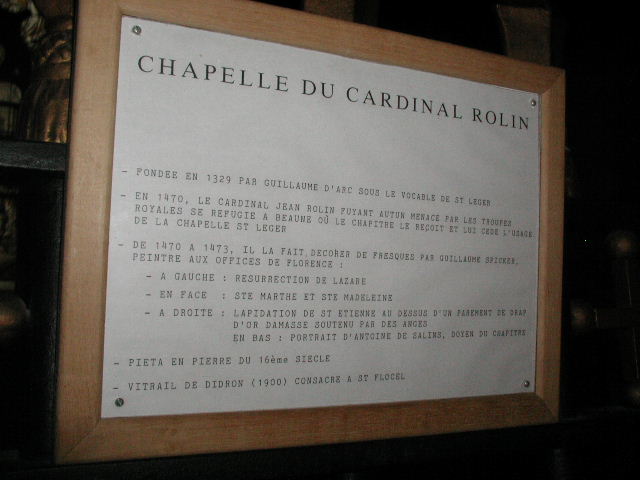 CHAPELLE DU CARDINAL ROLIN
- FONDEE EN 1329 PAR GUILLAUME D'ARC SOUS LE VOCABLE DE ST LEGER
- EN 1470, LE CARDINAL JEAN ROLIN FUYANT AUTUN MENACE PAR LES TROUPES
ROYALES SE REFUGIE A BEAUNE OÙ LE CHAPITRE LE REÇOIT ET LUI CEDE L'USAGE
DE LA CHAPELLE ST LEGER
- DE 1470 A 1473, IL LA FAIT DECORER DE FRESQUES PAR GUILLAUME SPICKER,
PEINTRE AUX OFFICES DE FLORENCE :
- A GAUCHE : RESURRECTION DE LAZARE
- EN FACE : STE MARTHE ET STE MADELEINE
- A DROITE : LAPIDATION DE ST ETIENNE AU DESSUS D'UN PAREMENT DE DRAP
D'OR DAMASSE SOUTENU PAR DES ANGES
EN BAS : PORTRAIT D'ANTOINE DE SALINS, DOYEN DU CHAPITRE
- PIETA EN PIERRE DU 16ème SIECLE
- VITRAIL DE DIDRON (1900) CONSACRE A ST FLOCEL